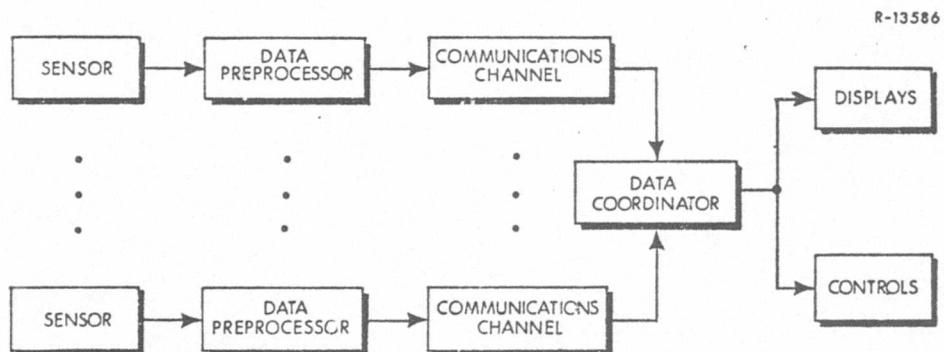 R-13586
SENSOR
DATA
PREPROCESSOR
COMMUNICATIONS
CHANNEL
DISPLAYS
DATA
COORDINATOR
SENSOR
DATA
PREPROCESSOR
COMMUNICATIONS
CHANNEL
CONTROLS